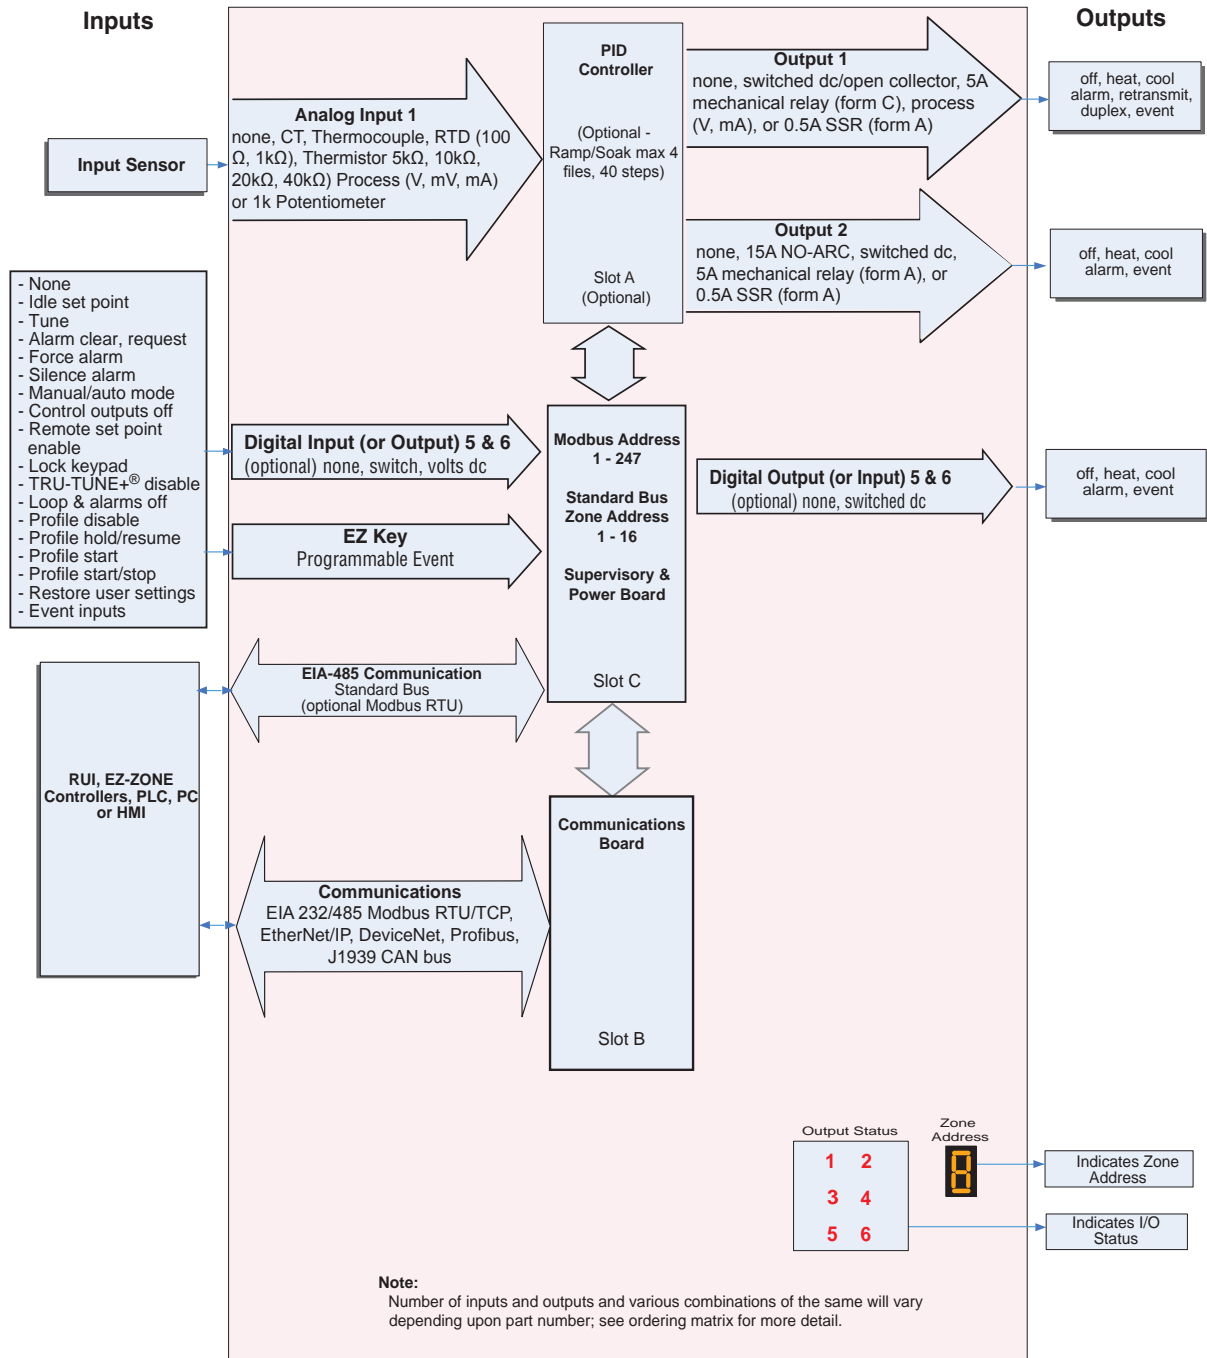 Inputs
Outputs
Input Sensor
Analog Input 1
none, CT, Thermocouple, RTD (100
Ω, 1kΩ), Thermistor 5kΩ, 10kΩ,
20kΩ, 40kΩ) Process (V, mV, mA)
or 1k Potentiometer
PID
Controller
(Optional -
Ramp/Soak max 4
files, 40 steps)
Slot A
(Optional)
Output 1
none, switched dc/open collector, 5A
mechanical relay (form C), process
(V, mA), or 0.5A SSR (form A)
off, heat, cool
alarm, retransmit,
duplex, event
Output 2
none, 15A NO-ARC, switched dc,
5A mechanical relay (form A), or
0.5A SSR (form A)
off, heat, cool
alarm, event
- None
- Idle set point
- Tune
- Alarm clear, request
- Force alarm
- Silence alarm
- Manual/auto mode
- Control outputs off
- Remote set point
enable
- Lock keypad
- TRU-TUNE+® disable
- Loop & alarms off
- Profile disable
- Profile hold/resume
- Profile start
- Profile start/stop
- Restore user settings
- Event inputs
Digital Input (or Output) 5 & 6
(optional) none, switch, volts dc
EZ Key
Programmable Event
Modbus Address
1 - 247
Standard Bus
Zone Address
1 - 16
Supervisory &
Power Board
Slot C
Digital Output (or Input) 5 & 6
(optional) none, switched dc
off, heat, cool
alarm, event
EIA-485 Communication
Standard Bus
(optional Modbus RTU)
RUI, EZ-ZONE
Controllers, PLC, PC
or HMI
Communications
EIA 232/485 Modbus RTU/TCP,
EtherNet/IP, DeviceNet, Profibus,
J1939 CAN bus
Communications
Board
Slot B
Output Status
1 2
3 4
5 6
Zone
Address
8
Indicates Zone
Address
Indicates I/O
Status
Note:
Number of inputs and outputs and various combinations of the same will vary
depending upon part number; see ordering matrix for more detail.